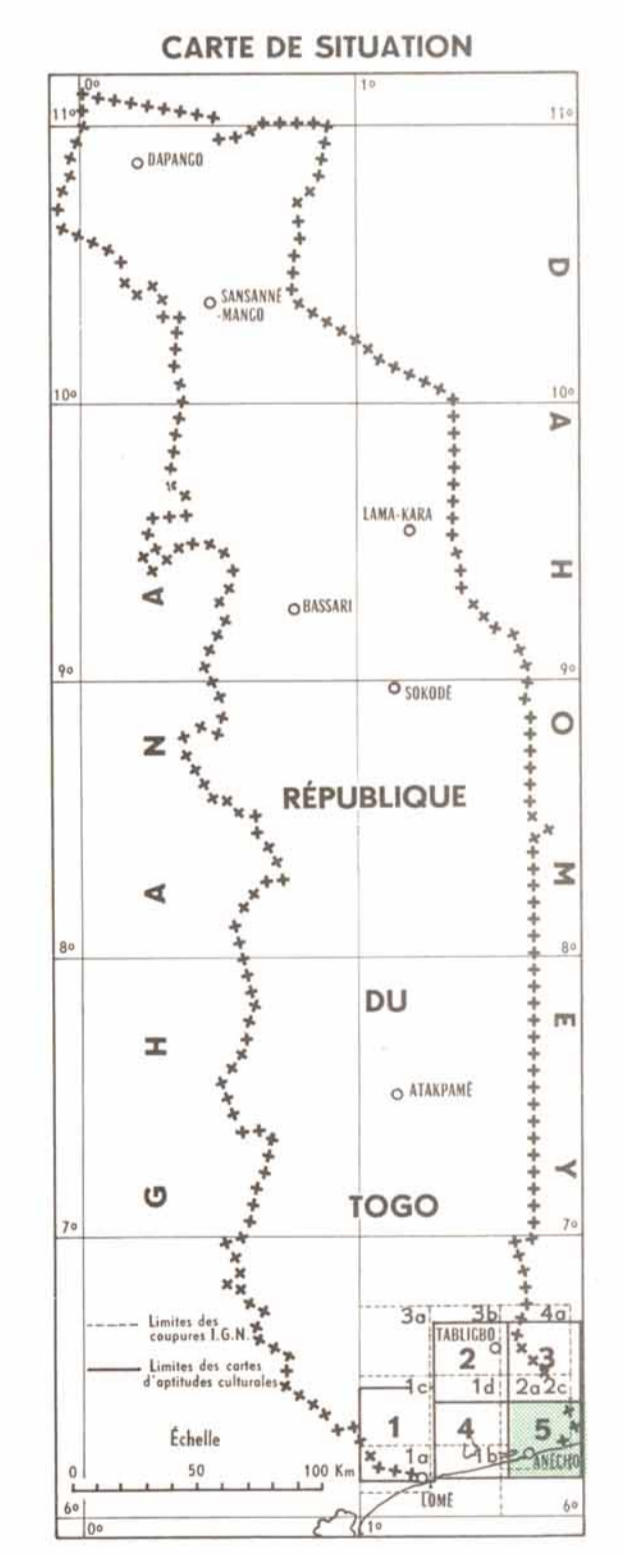 CARTE DE SITUATION
0° 1°
11° 11°
DAPANGO
D
SANSANNÉ
-MANGO
10° 10°
A
LAMA-KARA
H
A
BASSARI
9° 9°
SOKODÉ
O
N
RÉPUBLIQUE
A
M
8° 8°
DU
E
H
ATAKPAMÉ
Y
G
TOGO
7° 7°
3a 3b 4a
Limites des
coupures I.G.N.
TABLIGBO
2 3
Limites des cartes
d'aptitudes culturales
1c 1d 2a 2c
1 4 5
Échelle
1a 1b
ANÉCHO
0 50 100 Km
LOMÉ
6° 6°
0° 1°